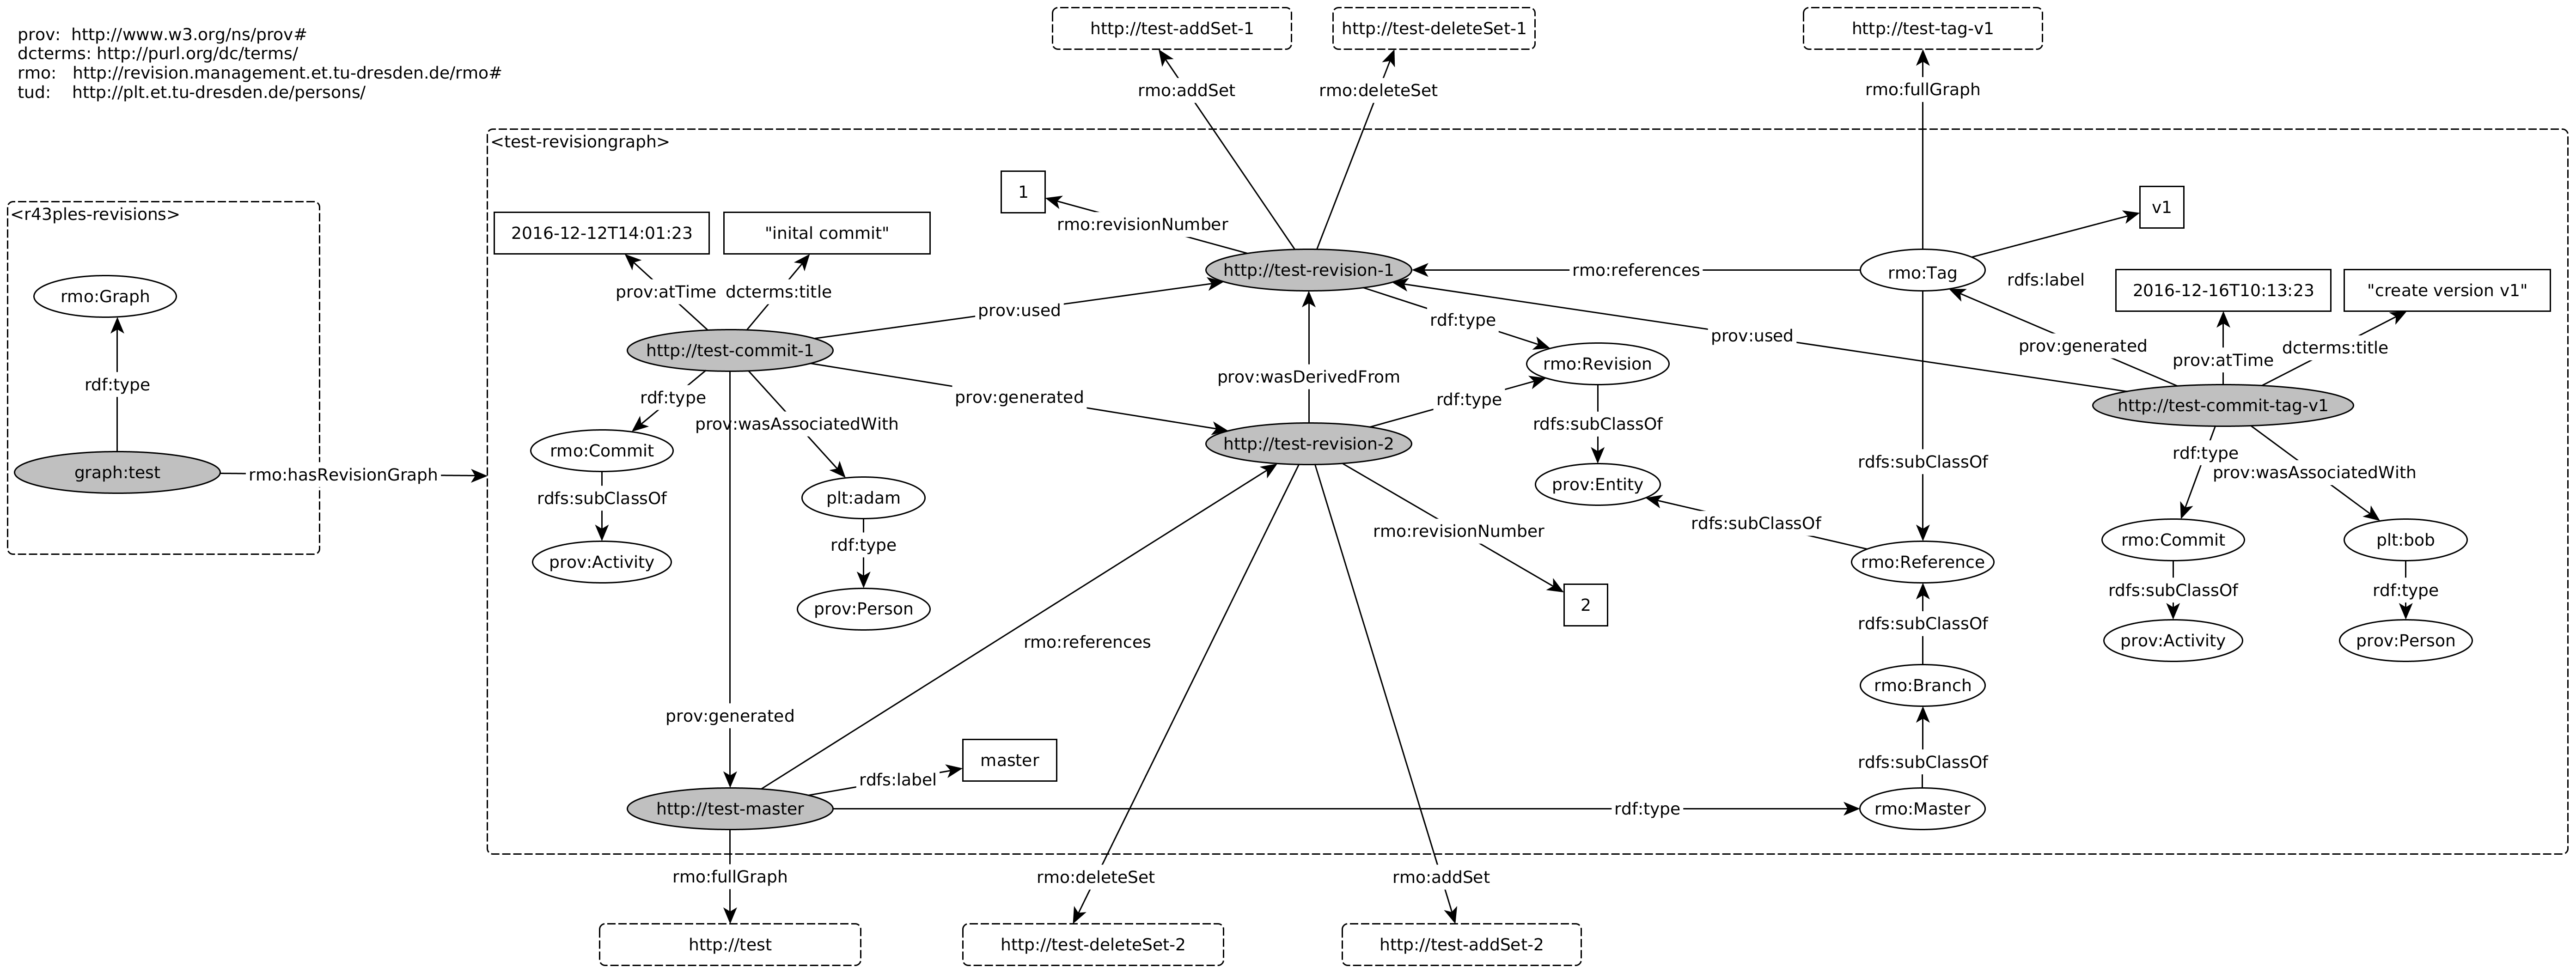 http://test-addSet-1
http://test-deleteSet-1
http://test-tag-v1
prov: http://www.w3.org/ns/prov#
dcterms: http://purl.org/dc/terms/
rmo: http://revision.management.et.tu-dresden.de/rmo#
tud: http://plt.et.tu-dresden.de/persons/
rmo:addSet
rmo:deleteSet
rmo:fullGraph
<test-revisiongraph>
<r43ples-revisions>
1
v1
rmo:revisionNumber
2016-12-12T14:01:23
"inital commit"
http://test-revision-1
rmo:references
rmo:Tag
rdfs:label
prov:atTime
dcterms:title
2016-12-16T10:13:23
"create version v1"
rmo:Graph
prov:used
rdf:type
prov:used
prov:generated
prov:atTime
dcterms:title
http://test-commit-1
rmo:Revision
rdf:type
prov:wasDerivedFrom
rdf:type
prov:generated
rdf:type
http://test-commit-tag-v1
prov:wasAssociatedWith
rdfs:subClassOf
http://test-revision-2
rmo:Commit
rdf:type
prov:wasAssociatedWith
rdfs:subClassOf
graph:test
rmo:hasRevisionGraph
prov:Entity
rdfs:subClassOf
plt:adam
rdfs:subClassOf
rmo:revisionNumber
rdf:type
rmo:Commit
plt:bob
prov:Activity
rmo:Reference
rdfs:subClassOf
rdf:type
prov:Person
2
rdfs:subClassOf
rmo:references
prov:Activity
prov:Person
rmo:Branch
prov:generated
master
rdfs:subClassOf
rdfs:label
http://test-master
rdf:type
rmo:Master
rmo:fullGraph
rmo:deleteSet
rmo:addSet
http://test
http://test-deleteSet-2
http://test-addSet-2